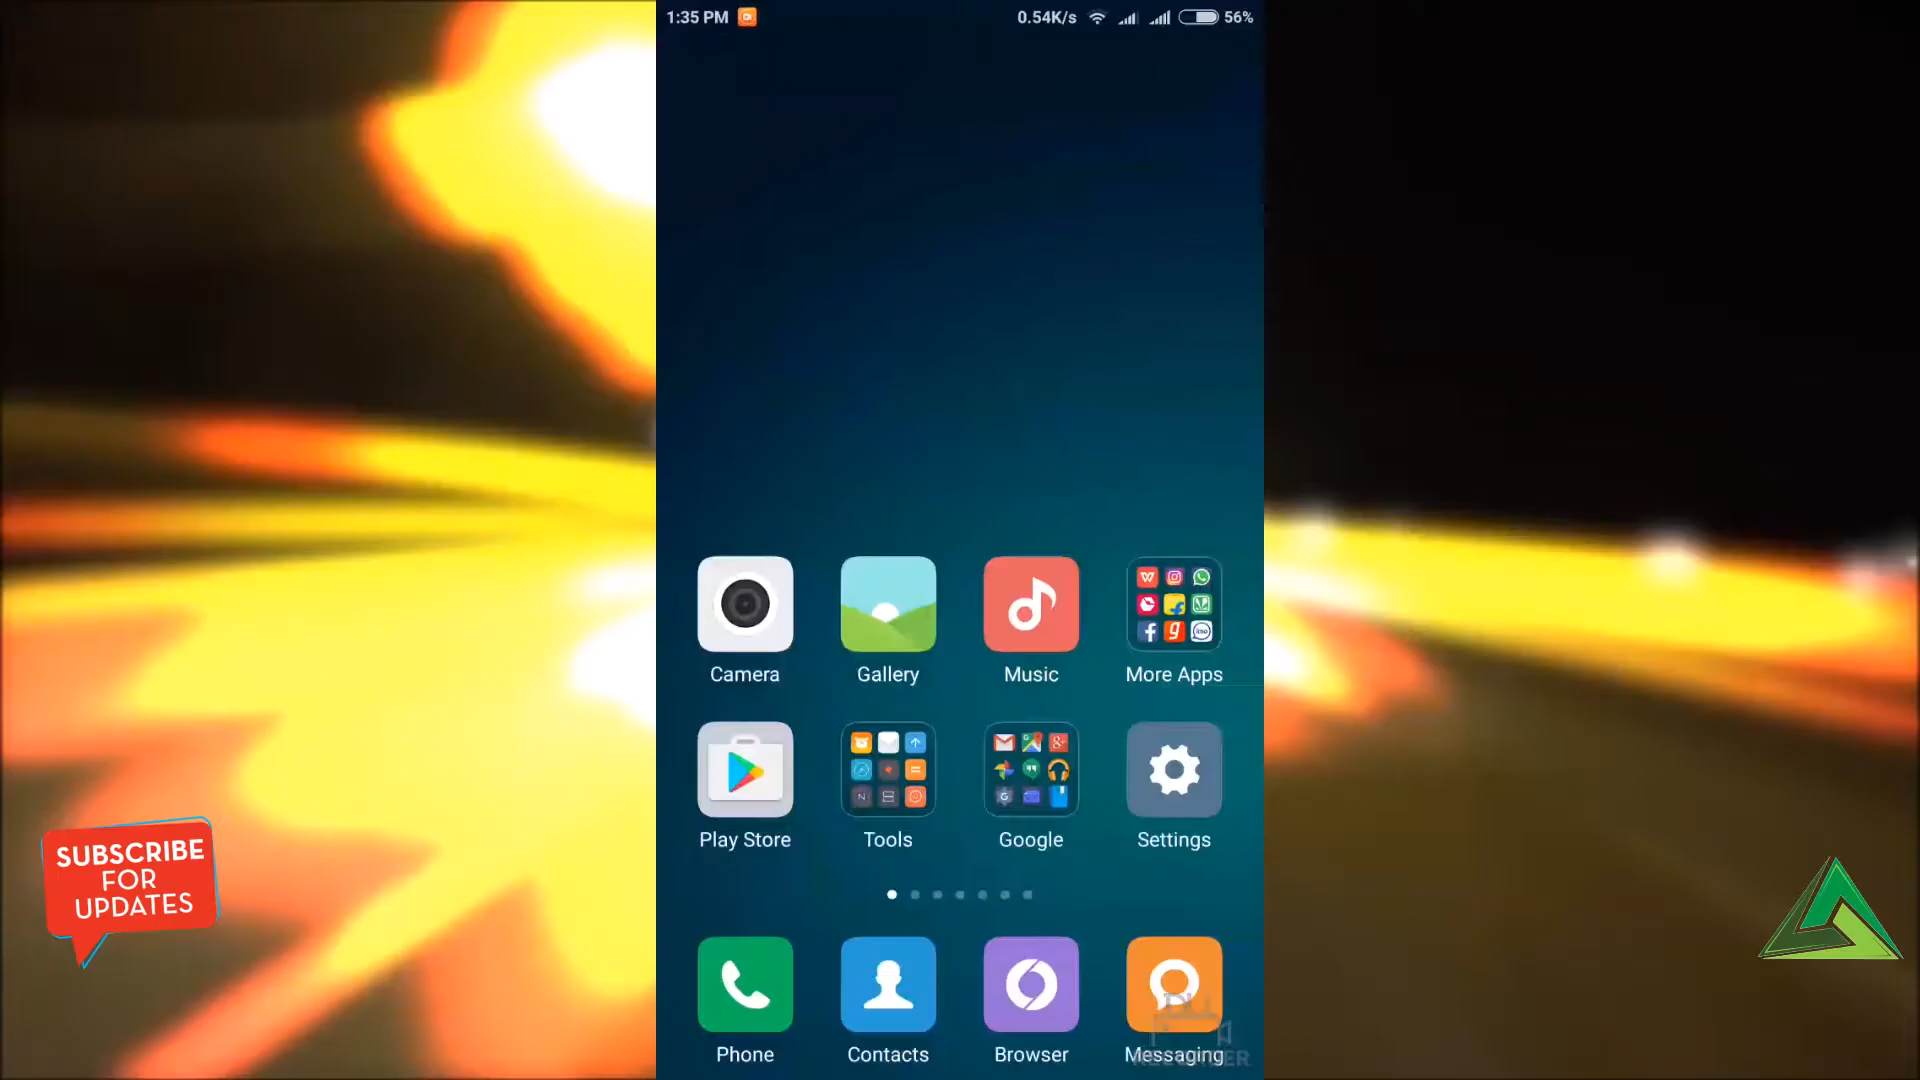 1:35 PM
0.54K/s
56%
Camera
Gallery
Music
More Apps
Play Store
Tools
Google
Settings
SUBSCRIBE
FOR
UPDATES
Phone
Contacts
Browser
Messaging
RECORDER